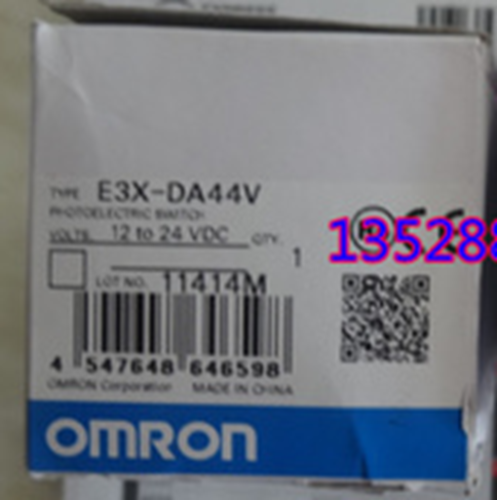 TYPE E3X-DA44V
PHOTOELECTRIC SWITCH
VOLTS. 12 to 24 VDC QTY. 1
LOT NO. 11414M
13528
4 547648 646598
OMRON Corporation MADE IN CHINA
OMRON